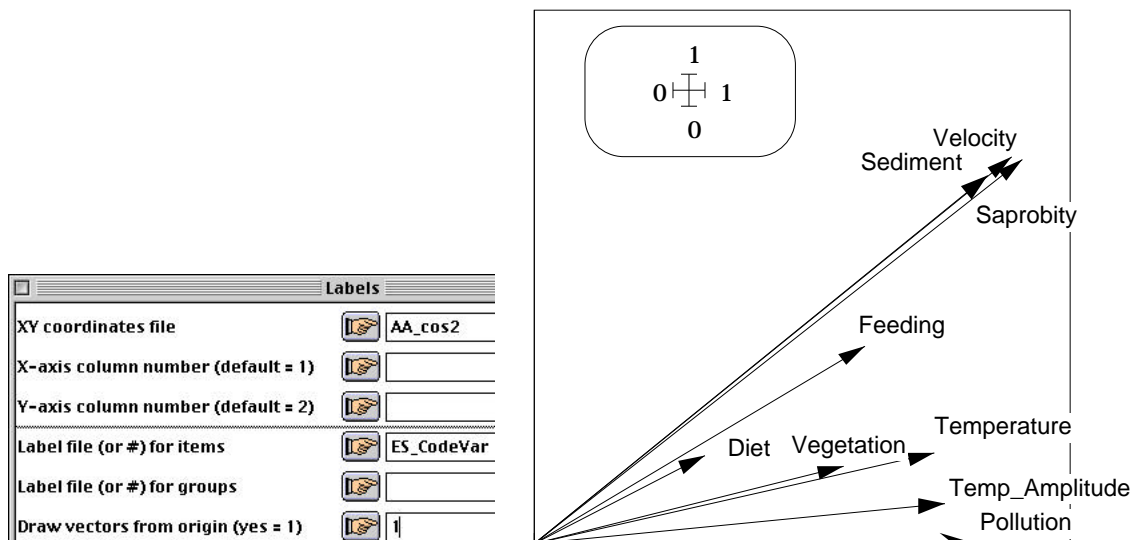 Labels
XY coordinates file
AA_cos2
X-axis column number (default = 1)
Y-axis column number (default = 2)
Label file (or #) for items
ES_CodeVar
Label file (or #) for groups
Draw vectors from origin (yes = 1)
1
1
0 1
0
Velocity
Sediment
Saprobity
Feeding
Temperature
Diet Vegetation
Temp_Amplitude
Pollution